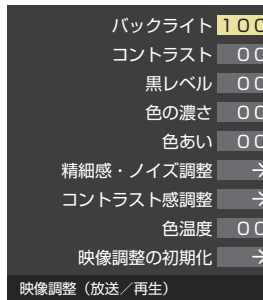 バックライト 100
コントラスト 00
黒レベル 00
色の濃さ 00
色あい 00
精細感・ノイズ調整 →
コントラスト感調整 →
色温度 00
映像調整の初期化 →
映像調整（放送／再生）